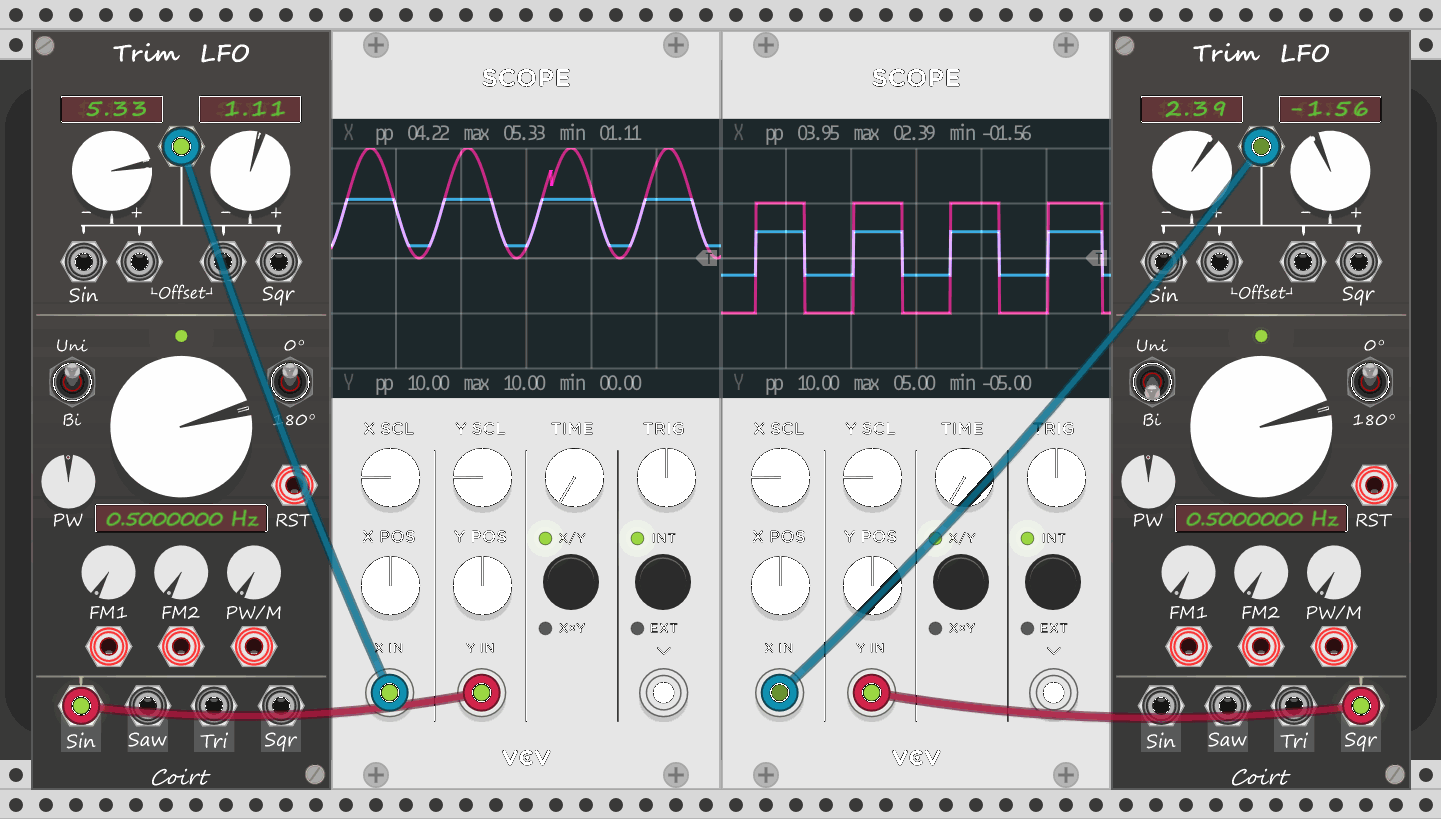 Trim LFO
5.33 1.11
- + - +
Sin Offset Sqr
Uni 0°
Bi 180°
PW 0.5000000 Hz RST
FM1 FM2 PW/M
Sin Saw Tri Sqr
Coirt
SCOPE
X pp 04.22 max 05.33 min 01.11
T
Y pp 10.00 max 10.00 min 00.00
X SCL Y SCL TIME TRIG
X POS Y POS X/Y INT
X×Y EXT
X IN Y IN
VCV
SCOPE
X pp 03.95 max 02.39 min -01.56
T
Y pp 10.00 max 05.00 min -05.00
X SCL Y SCL TIME TRIG
X POS Y POS X/Y INT
X×Y EXT
X IN Y IN
VCV
Trim LFO
2.39 -1.56
- + - +
Sin Offset Sqr
Uni 0°
Bi 180°
PW 0.5000000 Hz RST
FM1 FM2 PW/M
Sin Saw Tri Sqr
Coirt